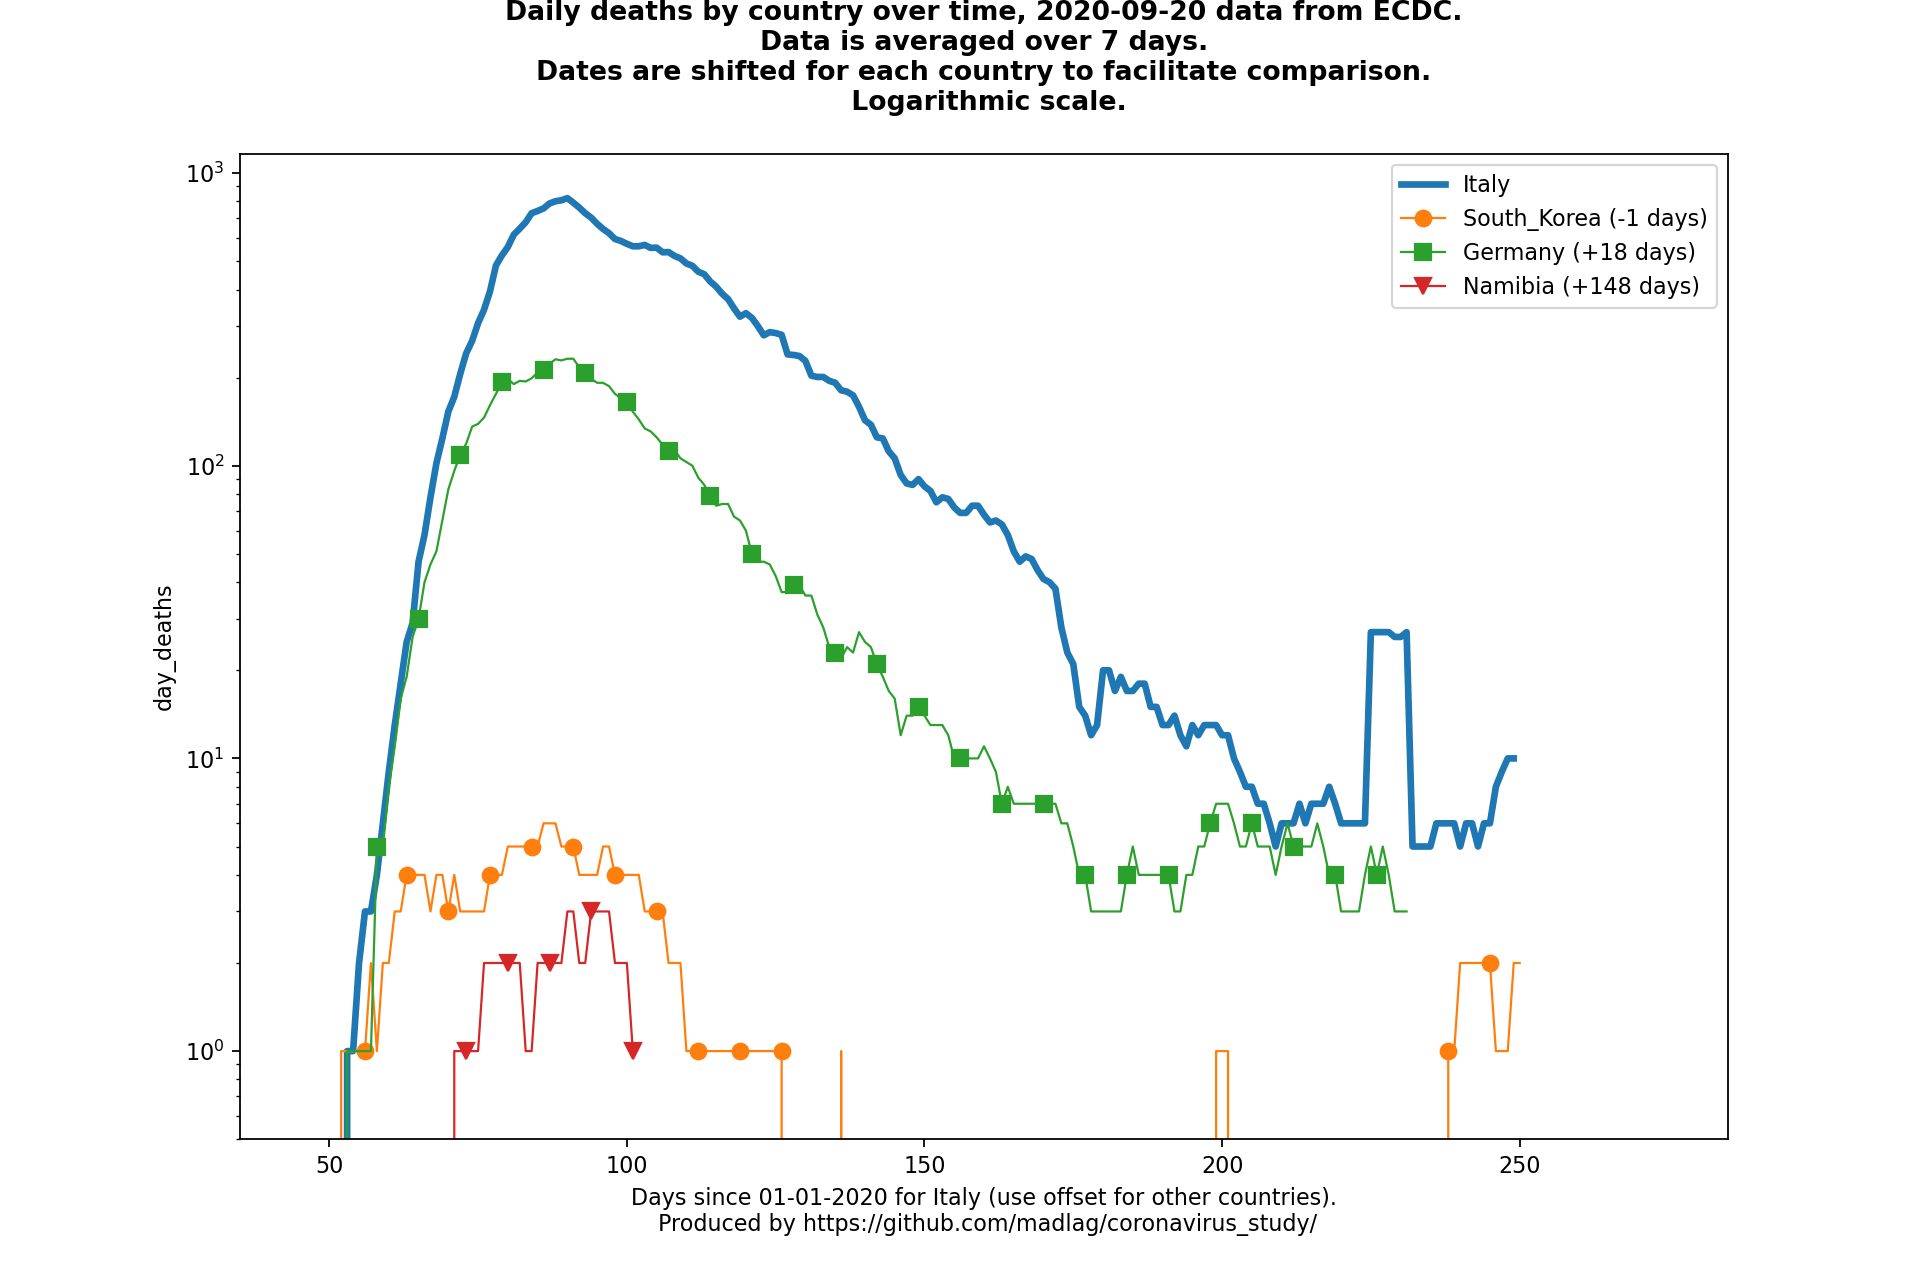 Daily deaths by country over time, 2020-09-20 data from ECDC.
Data is averaged over 7 days.
Dates are shifted for each country to facilitate comparison.
Logarithmic scale.
10³
10²
10¹
10⁰
day_deaths
Italy
South_Korea (-1 days)
Germany (+18 days)
Namibia (+148 days)
50 100 150 200 250
Days since 01-01-2020 for Italy (use offset for other countries).
Produced by https://github.com/madlag/coronavirus_study/